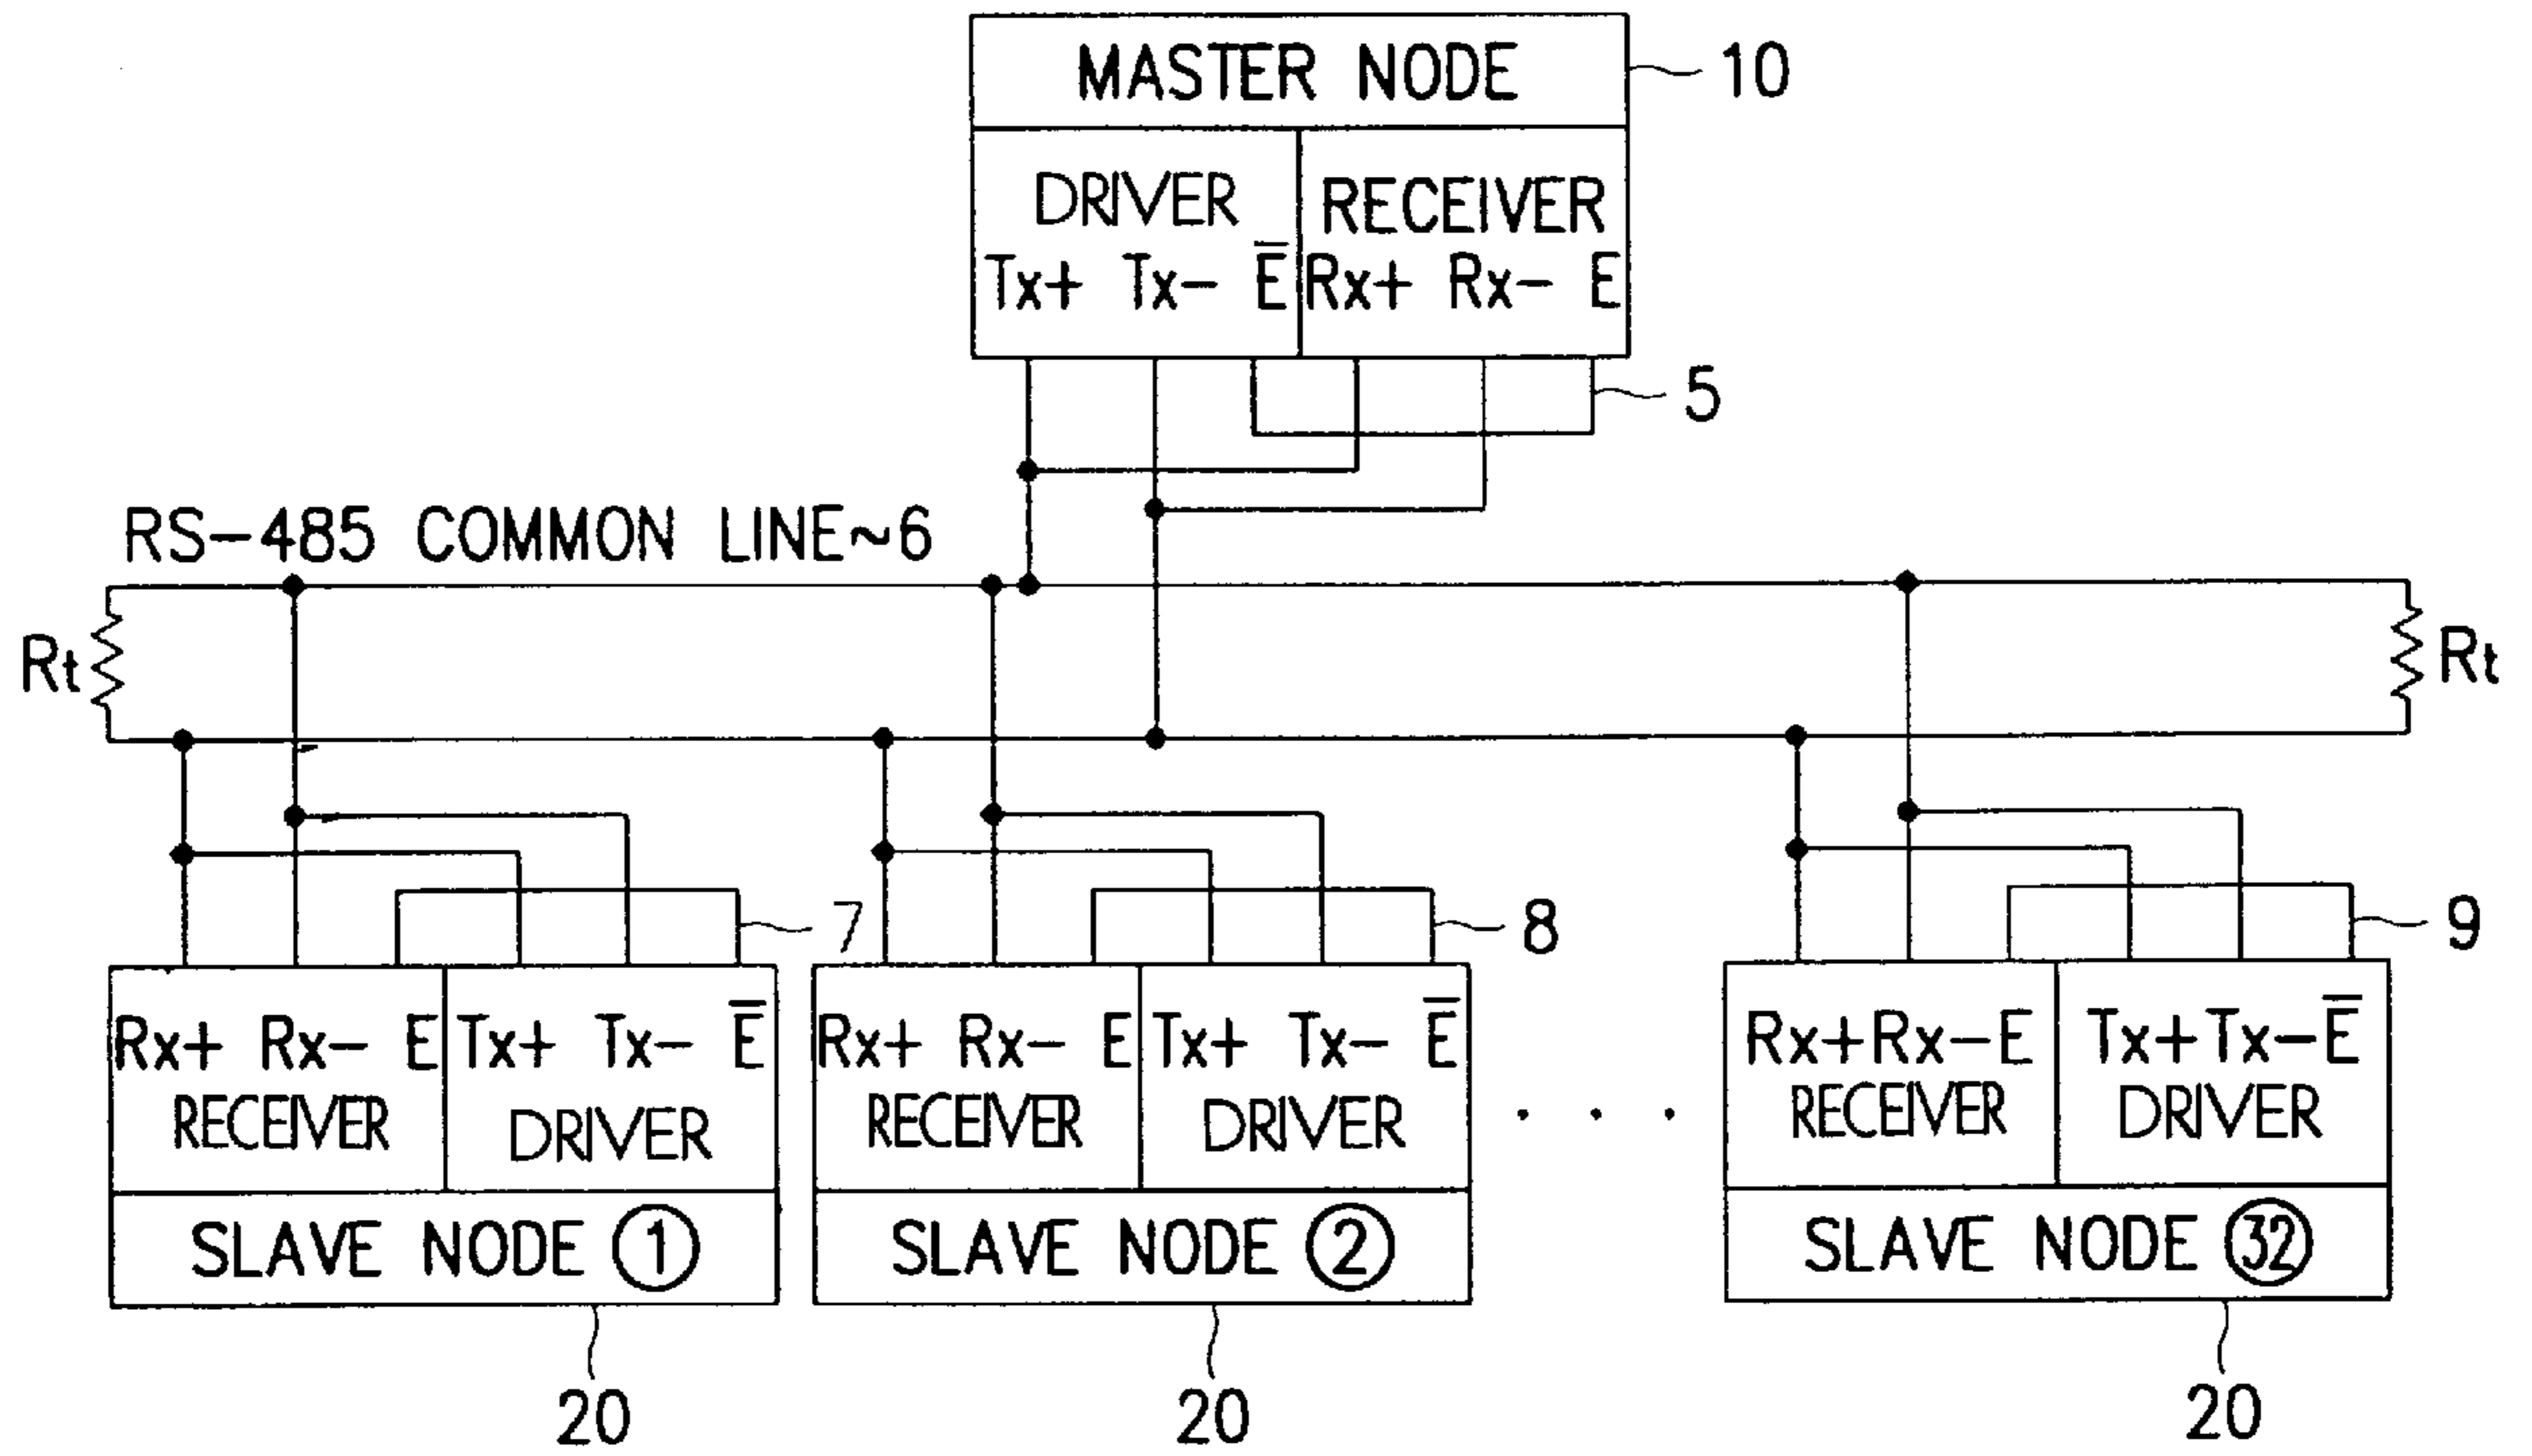 MASTER NODE
10
DRIVER
RECEIVER
Tx+ Tx- E̅
Rx+ Rx- E
5
RS-485 COMMON LINE~6
Rt
Rt
7
8
9
Rx+ Rx- E
Tx+ Tx- E̅
RECEIVER
DRIVER
SLAVE NODE ①
20
Rx+ Rx- E
Tx+ Tx- E̅
RECEIVER
DRIVER
SLAVE NODE ②
20
. . .
Rx+ Rx- E
Tx+ Tx- E̅
RECEIVER
DRIVER
SLAVE NODE ㉜
20